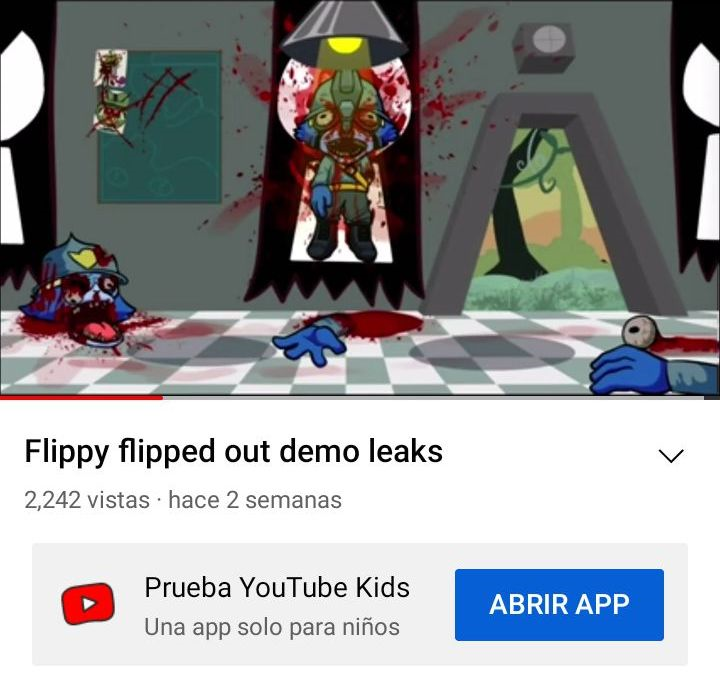 Flippy flipped out demo leaks
2,242 vistas · hace 2 semanas
Prueba YouTube Kids
Una app solo para niños
ABRIR APP